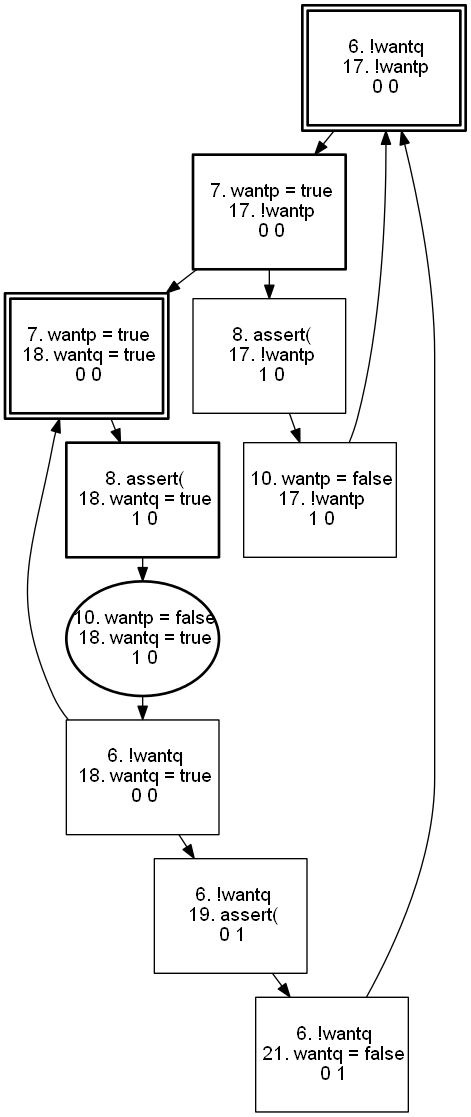 6. !wantq
17. !wantp
0 0
7. wantp = true
17. !wantp
0 0
7. wantp = true
18. wantq = true
0 0
8. assert(
17. !wantp
1 0
8. assert(
18. wantq = true
1 0
10. wantp = false
17. !wantp
1 0
10. wantp = false
18. wantq = true
1 0
6. !wantq
18. wantq = true
0 0
6. !wantq
19. assert(
0 1
6. !wantq
21. wantq = false
0 1